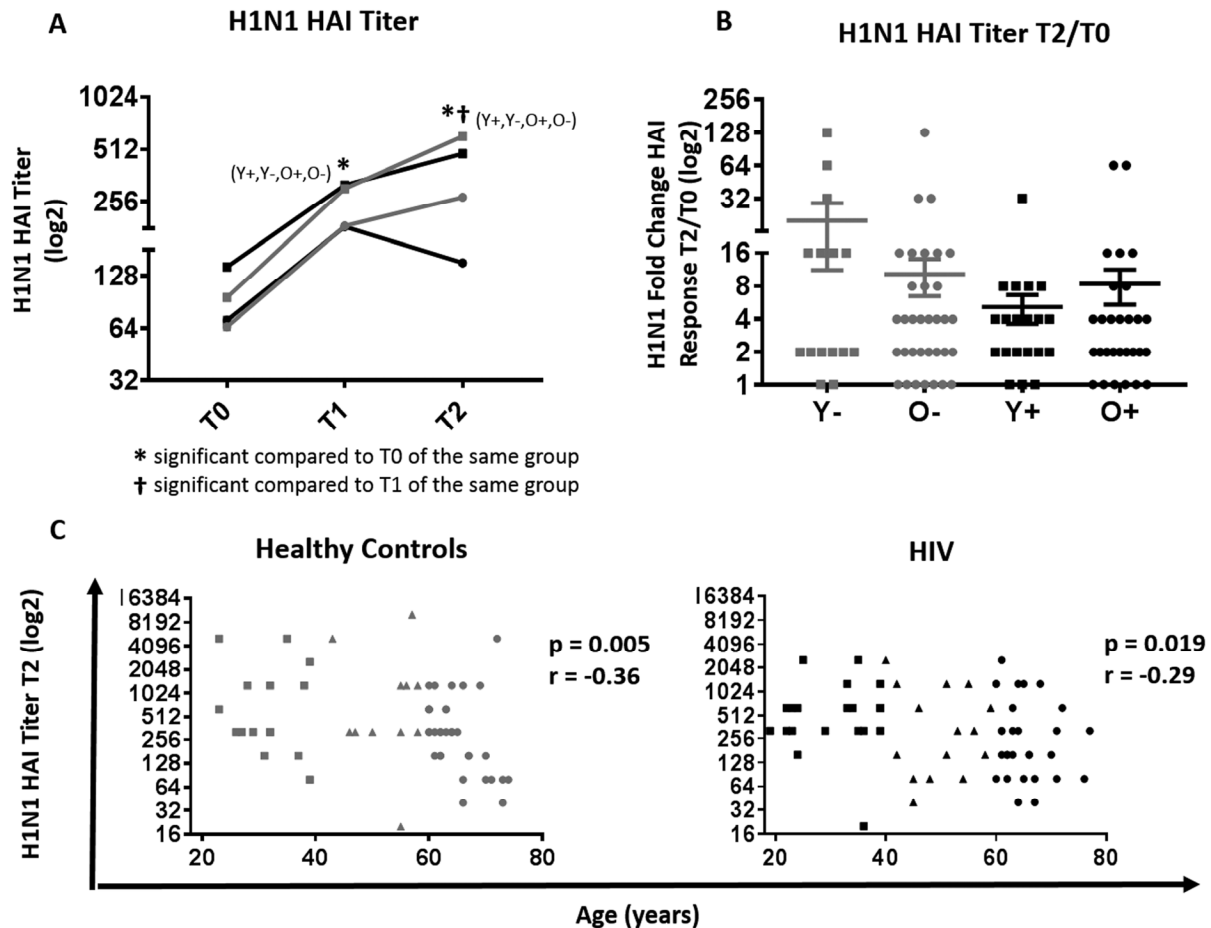 A
H1N1 HAI Titer
H1N1 HAI Titer
(log2)
1024
512
256
128
64
32
(Y+,Y-,O+,O-) *
*† (Y+,Y-,O+,O-)
T0 T1 T2
* significant compared to T0 of the same group
† significant compared to T1 of the same group
B
H1N1 HAI Titer T2/T0
H1N1 Fold Change HAI
Response T2/T0 (log2)
256
128
64
32
16
8
4
2
1
Y- O- Y+ O+
C
H1N1 HAI Titer T2 (log2)
Healthy Controls
16384
8192
4096
2048
1024
512
256
128
64
32
16
20 40 60 80
p = 0.005
r = -0.36
HIV
16384
8192
4096
2048
1024
512
256
128
64
32
16
20 40 60 80
p = 0.019
r = -0.29
Age (years)